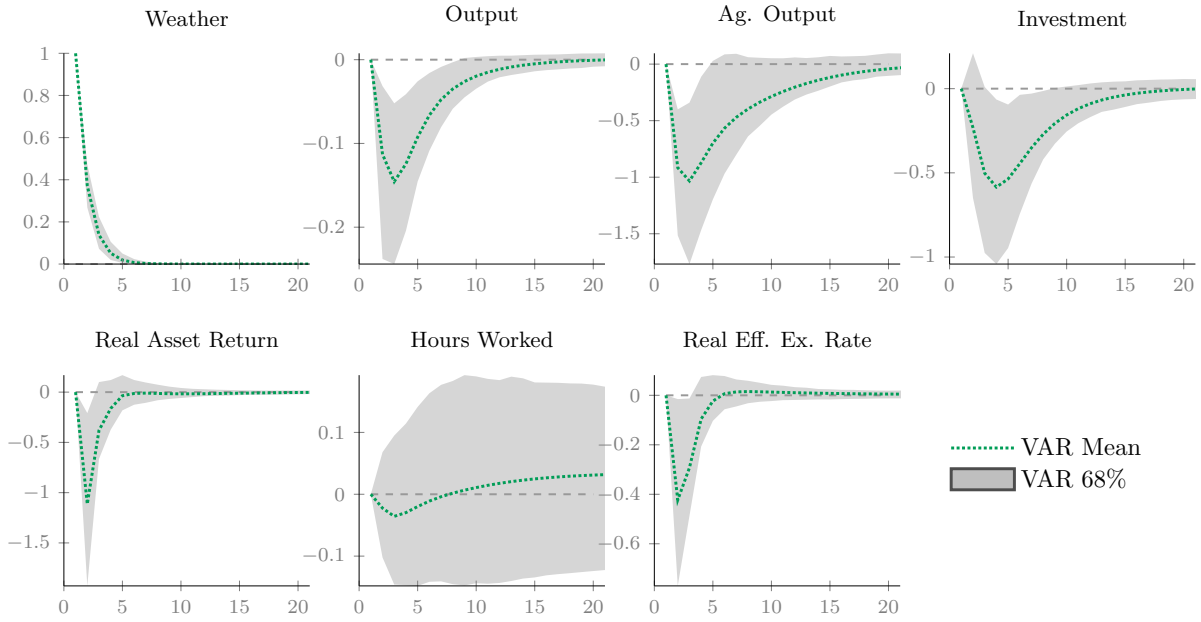 Weather
Output
Ag. Output
Investment
1
0.8
0.6
0.4
0.2
0
0 5 10 15 20
0
−0.1
−0.2
0 5 10 15 20
0
−0.5
−1
−1.5
0 5 10 15 20
0
−0.5
−1
0 5 10 15 20
Real Asset Return
Hours Worked
Real Eff. Ex. Rate
0
−0.5
−1
−1.5
0 5 10 15 20
0.1
0
−0.1
0 5 10 15 20
0
−0.2
−0.4
−0.6
0 5 10 15 20
VAR Mean
VAR 68%